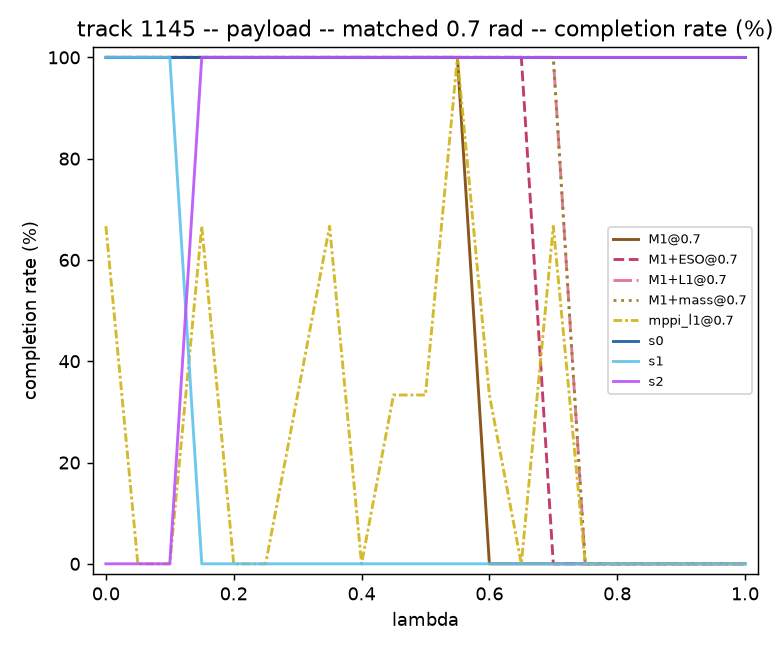 track 1145 -- payload -- matched 0.7 rad -- completion rate (%)
completion rate (%)
100
80
60
40
20
0
M1@0.7
M1+ESO@0.7
M1+L1@0.7
M1+mass@0.7
mppi_l1@0.7
s0
s1
s2
0.0 0.2 0.4 0.6 0.8 1.0
lambda